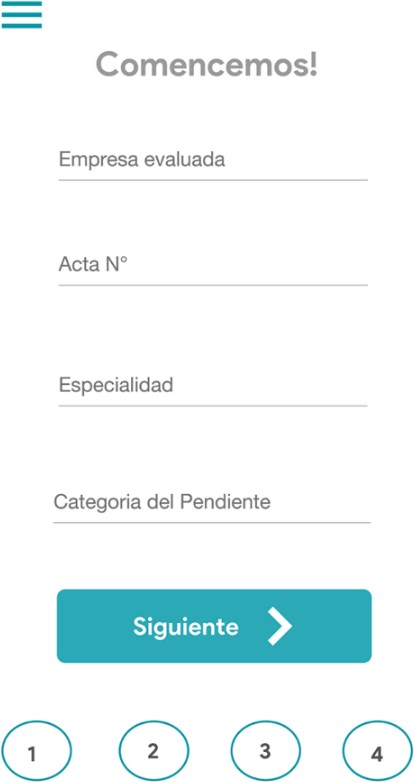 Comencemos!
Empresa evaluada
Acta N°
Especialidad
Categoria del Pendiente
Siguiente
1 2 3 4